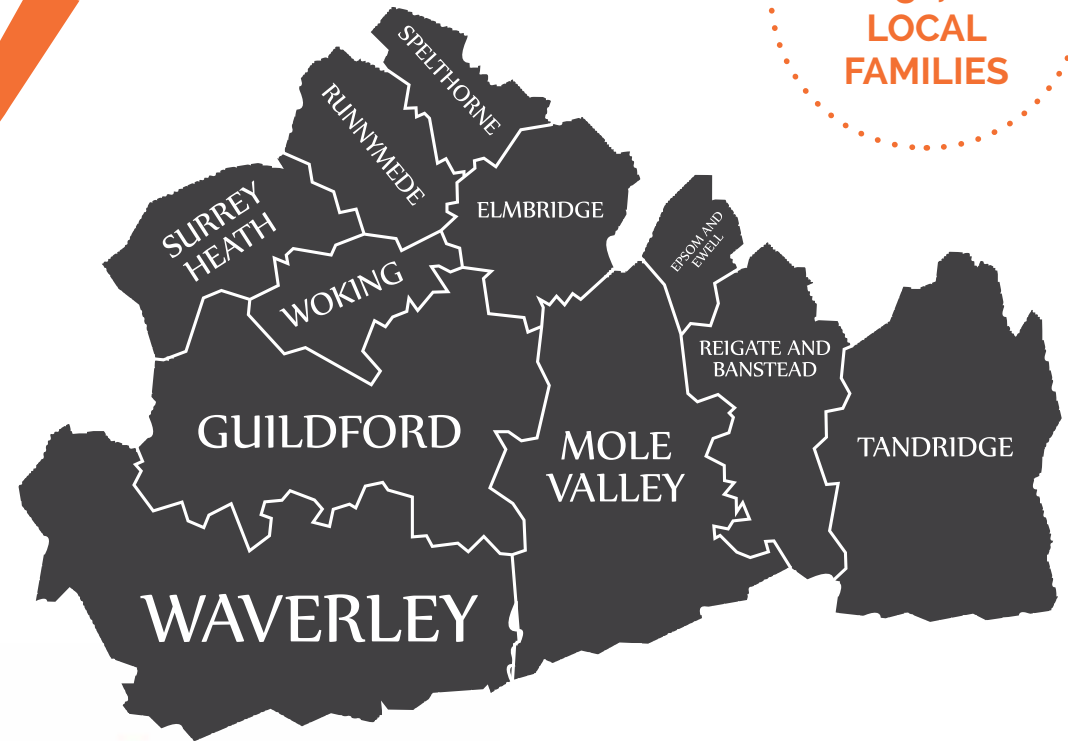 LOCAL
FAMILIES
SPELTHORNE
RUNNYMEDE
ELMBRIDGE
SURREY
HEATH
EPSOM AND
EWELL
WOKING
REIGATE AND
BANSTEAD
GUILDFORD
MOLE
VALLEY
TANDRIDGE
WAVERLEY